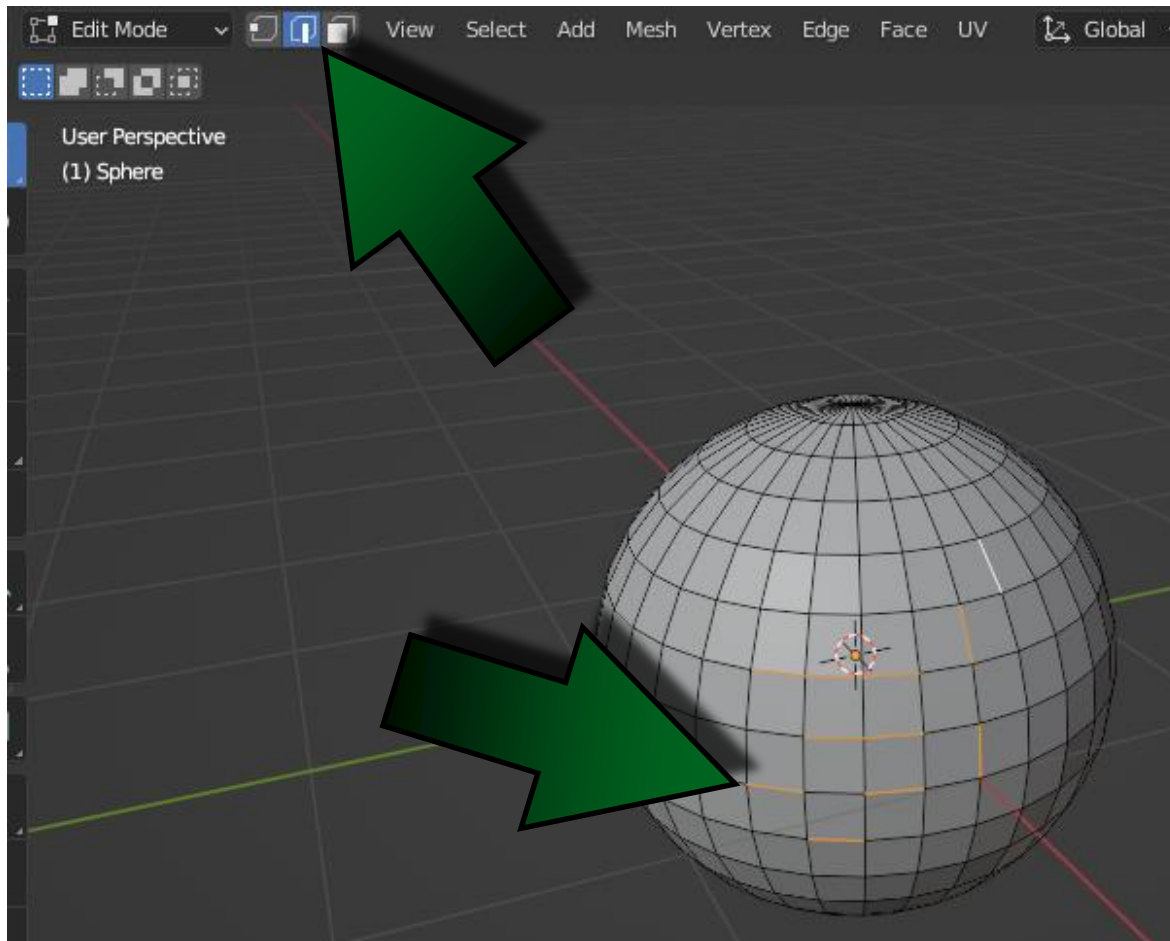 Edit Mode View Select Add Mesh Vertex Edge Face UV Global
User Perspective
(1) Sphere